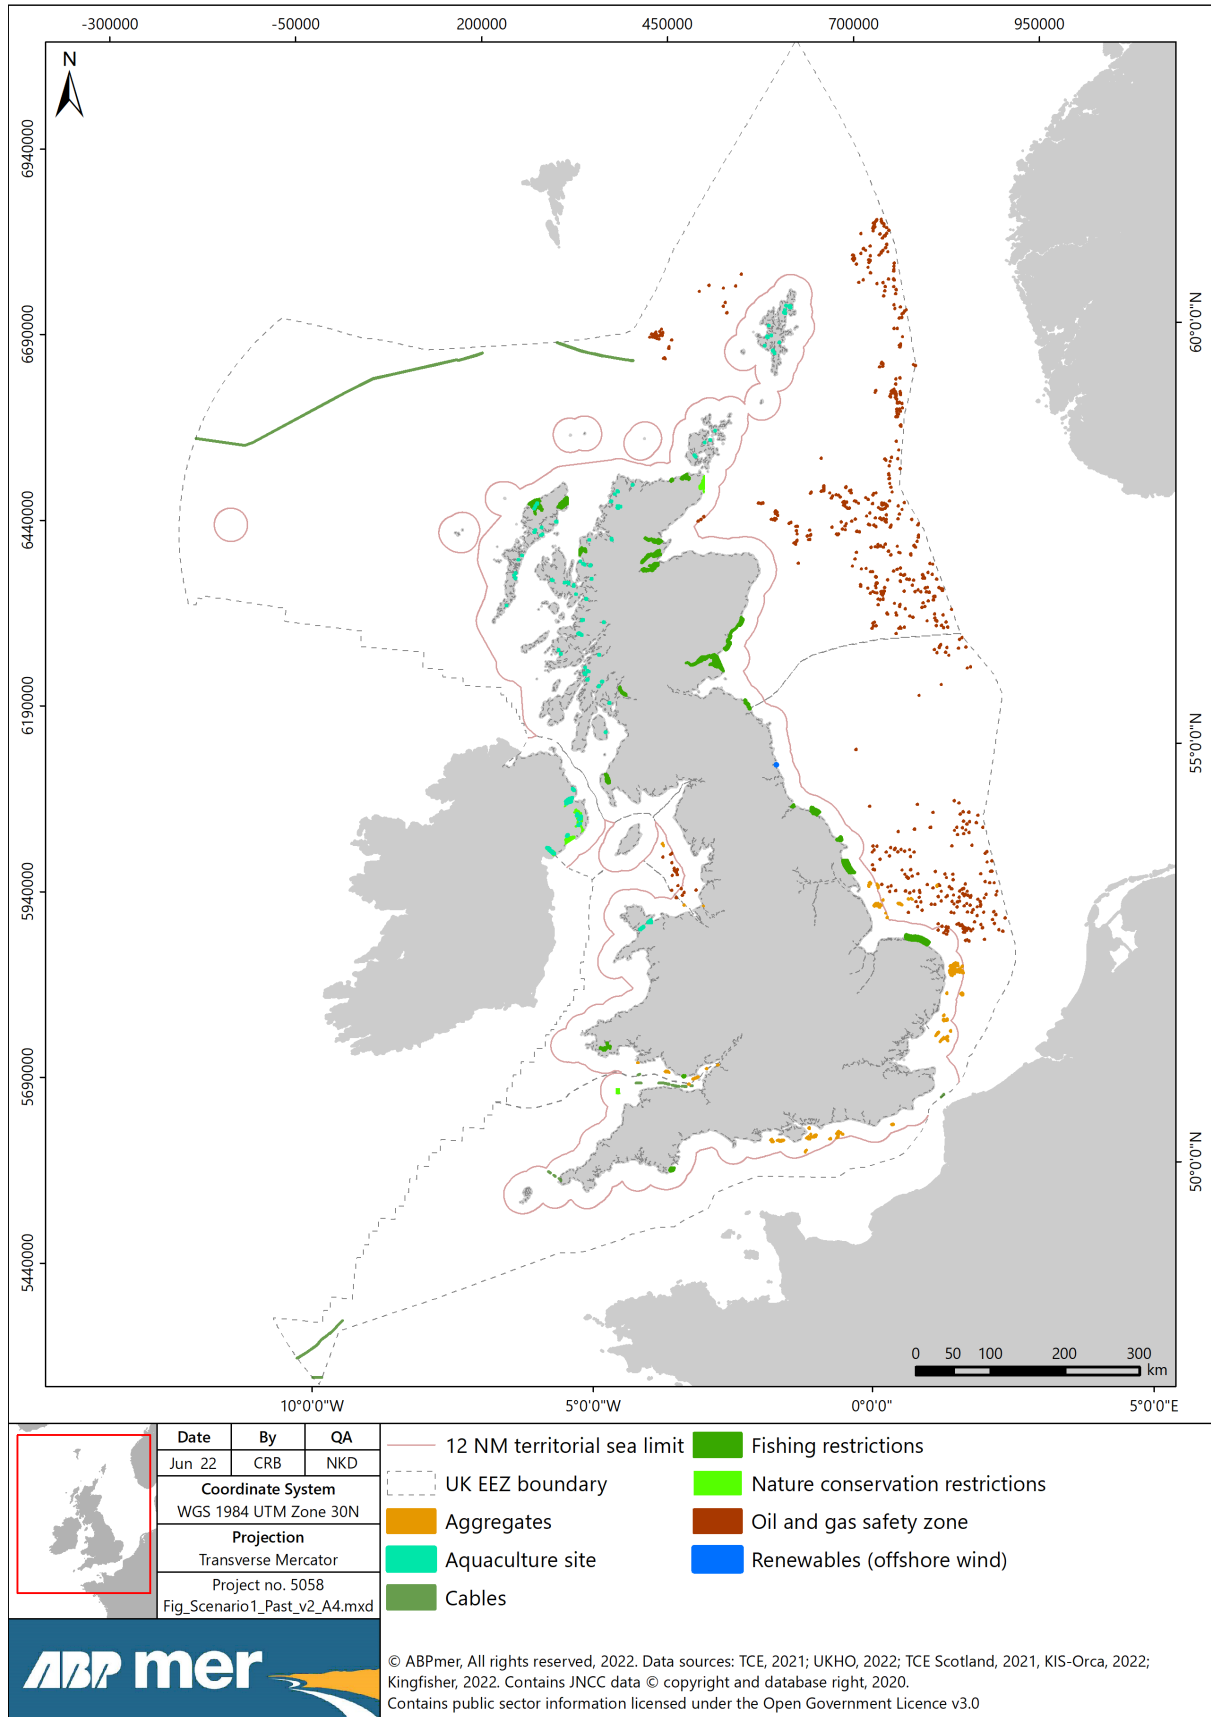 -300000 -50000 200000 450000 700000 950000
N
6940000
6690000
6440000
6190000
5940000
5690000
5440000
60°0'0"N
55°0'0"N
50°0'0"N
0 50 100 200 300
km
10°0'0"W 5°0'0"W 0°0'0" 5°0'0"E
Date By QA
Jun 22 CRB NKD
Coordinate System
WGS 1984 UTM Zone 30N
Projection
Transverse Mercator
Project no. 5058
Fig_Scenario1_Past_v2_A4.mxd
ABPmer
12 NM territorial sea limit
UK EEZ boundary
Aggregates
Aquaculture site
Cables
Fishing restrictions
Nature conservation restrictions
Oil and gas safety zone
Renewables (offshore wind)
© ABPmer, All rights reserved, 2022. Data sources: TCE, 2021; UKHO, 2022; TCE Scotland, 2021, KIS-Orca, 2022;
Kingfisher, 2022. Contains JNCC data © copyright and database right, 2020.
Contains public sector information licensed under the Open Government Licence v3.0